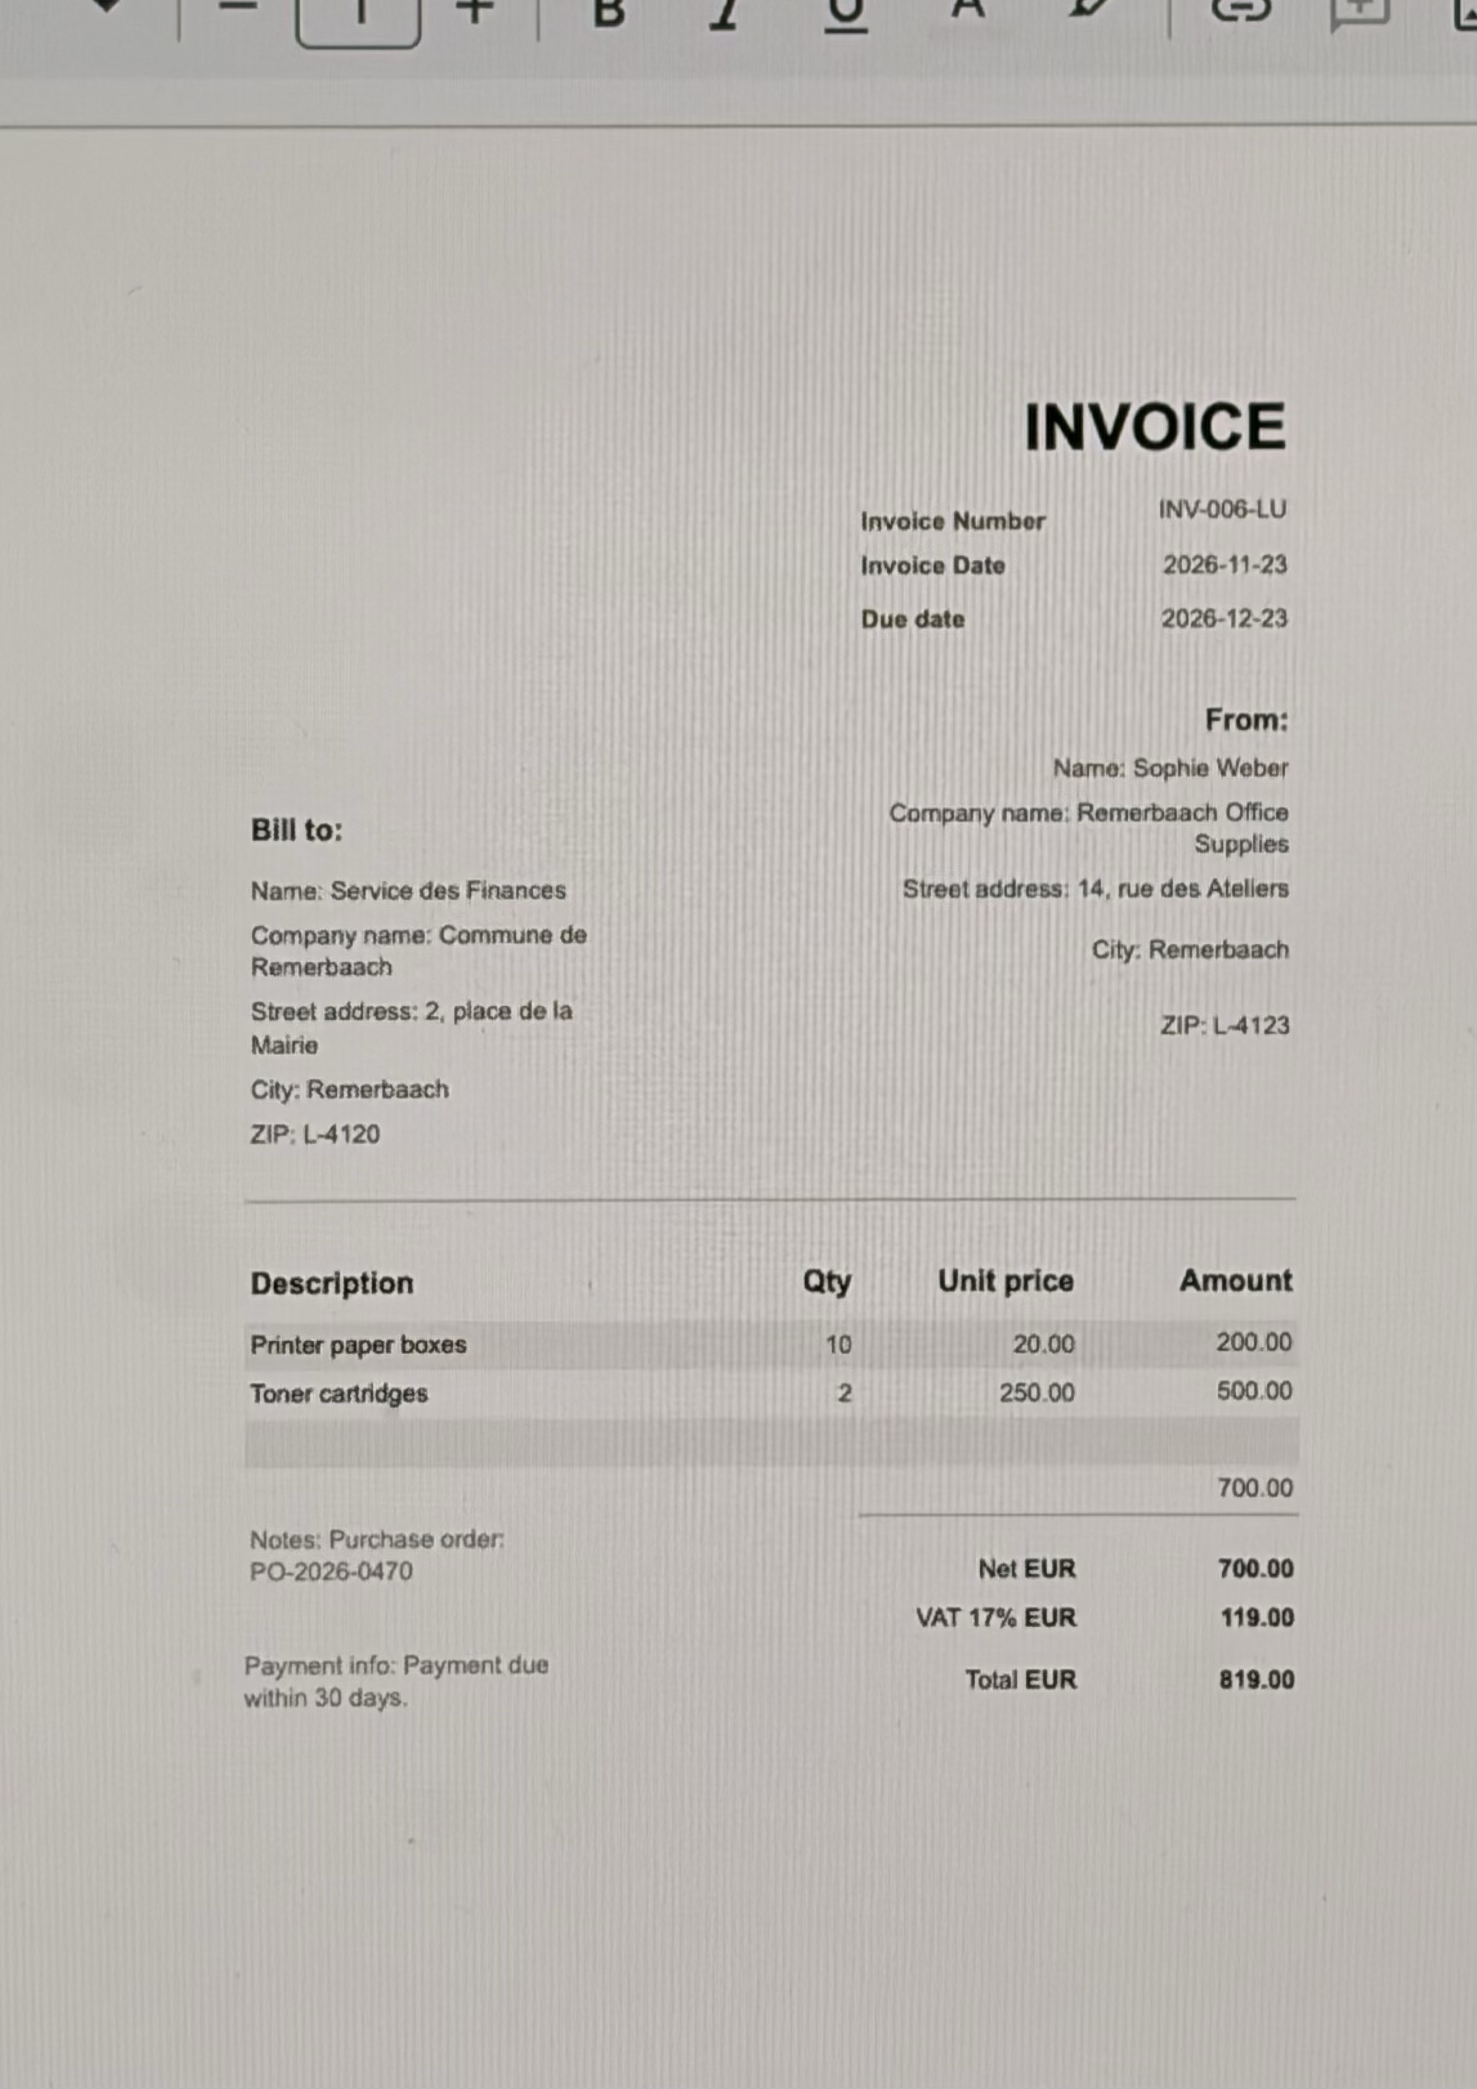 B I U A
INVOICE
Invoice Number INV-006-LU
Invoice Date 2026-11-23
Due date 2026-12-23
From:
Name: Sophie Weber
Company name: Remerbaach Office
Supplies
Street address: 14, rue des Ateliers
City: Remerbaach
ZIP: L-4123
Bill to:
Name: Service des Finances
Company name: Commune de
Remerbaach
Street address: 2, place de la
Mairie
City: Remerbaach
ZIP: L-4120
Description Qty Unit price Amount
Printer paper boxes 10 20.00 200.00
Toner cartridges 2 250.00 500.00
700.00
Notes: Purchase order:
PO-2026-0470
Net EUR 700.00
VAT 17% EUR 119.00
Total EUR 819.00
Payment info: Payment due
within 30 days.